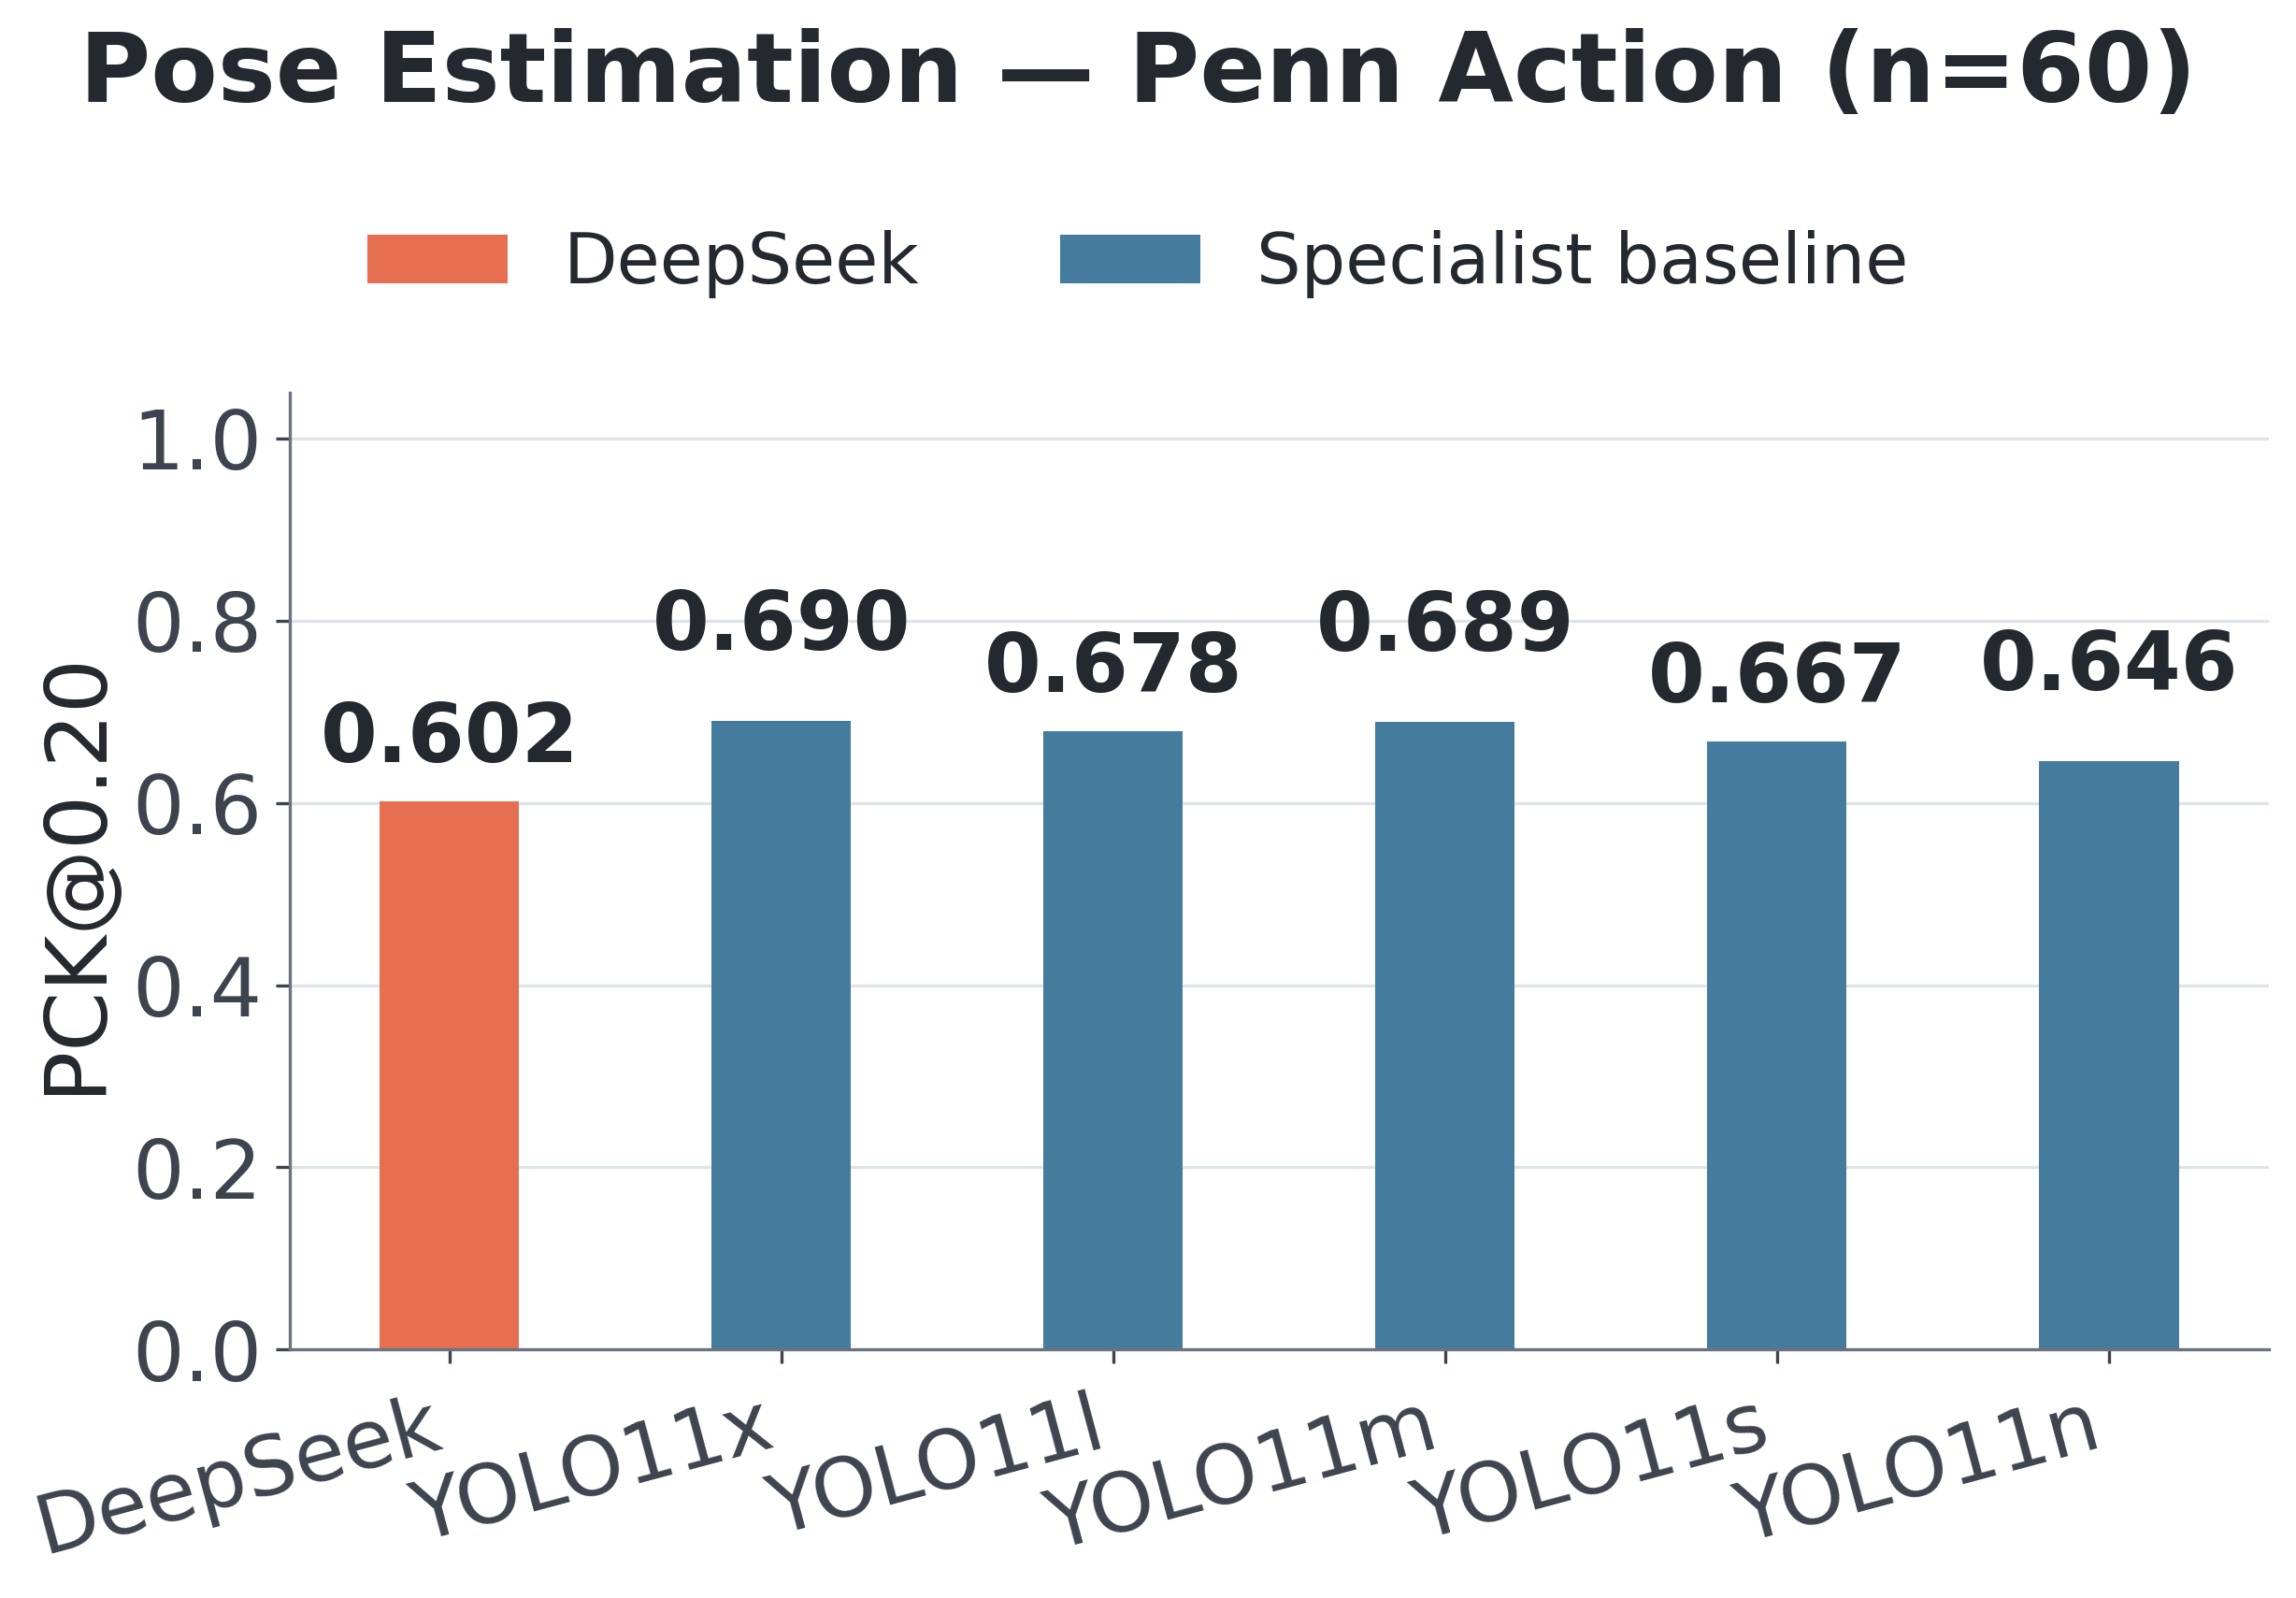 Pose Estimation — Penn Action (n=60)
DeepSeek
Specialist baseline
PCK@0.20
1.0
0.8
0.6
0.4
0.2
0.0
0.602
0.690
0.678
0.689
0.667
0.646
DeepSeek
YOLO11x
YOLO11l
YOLO11m
YOLO11s
YOLO11n